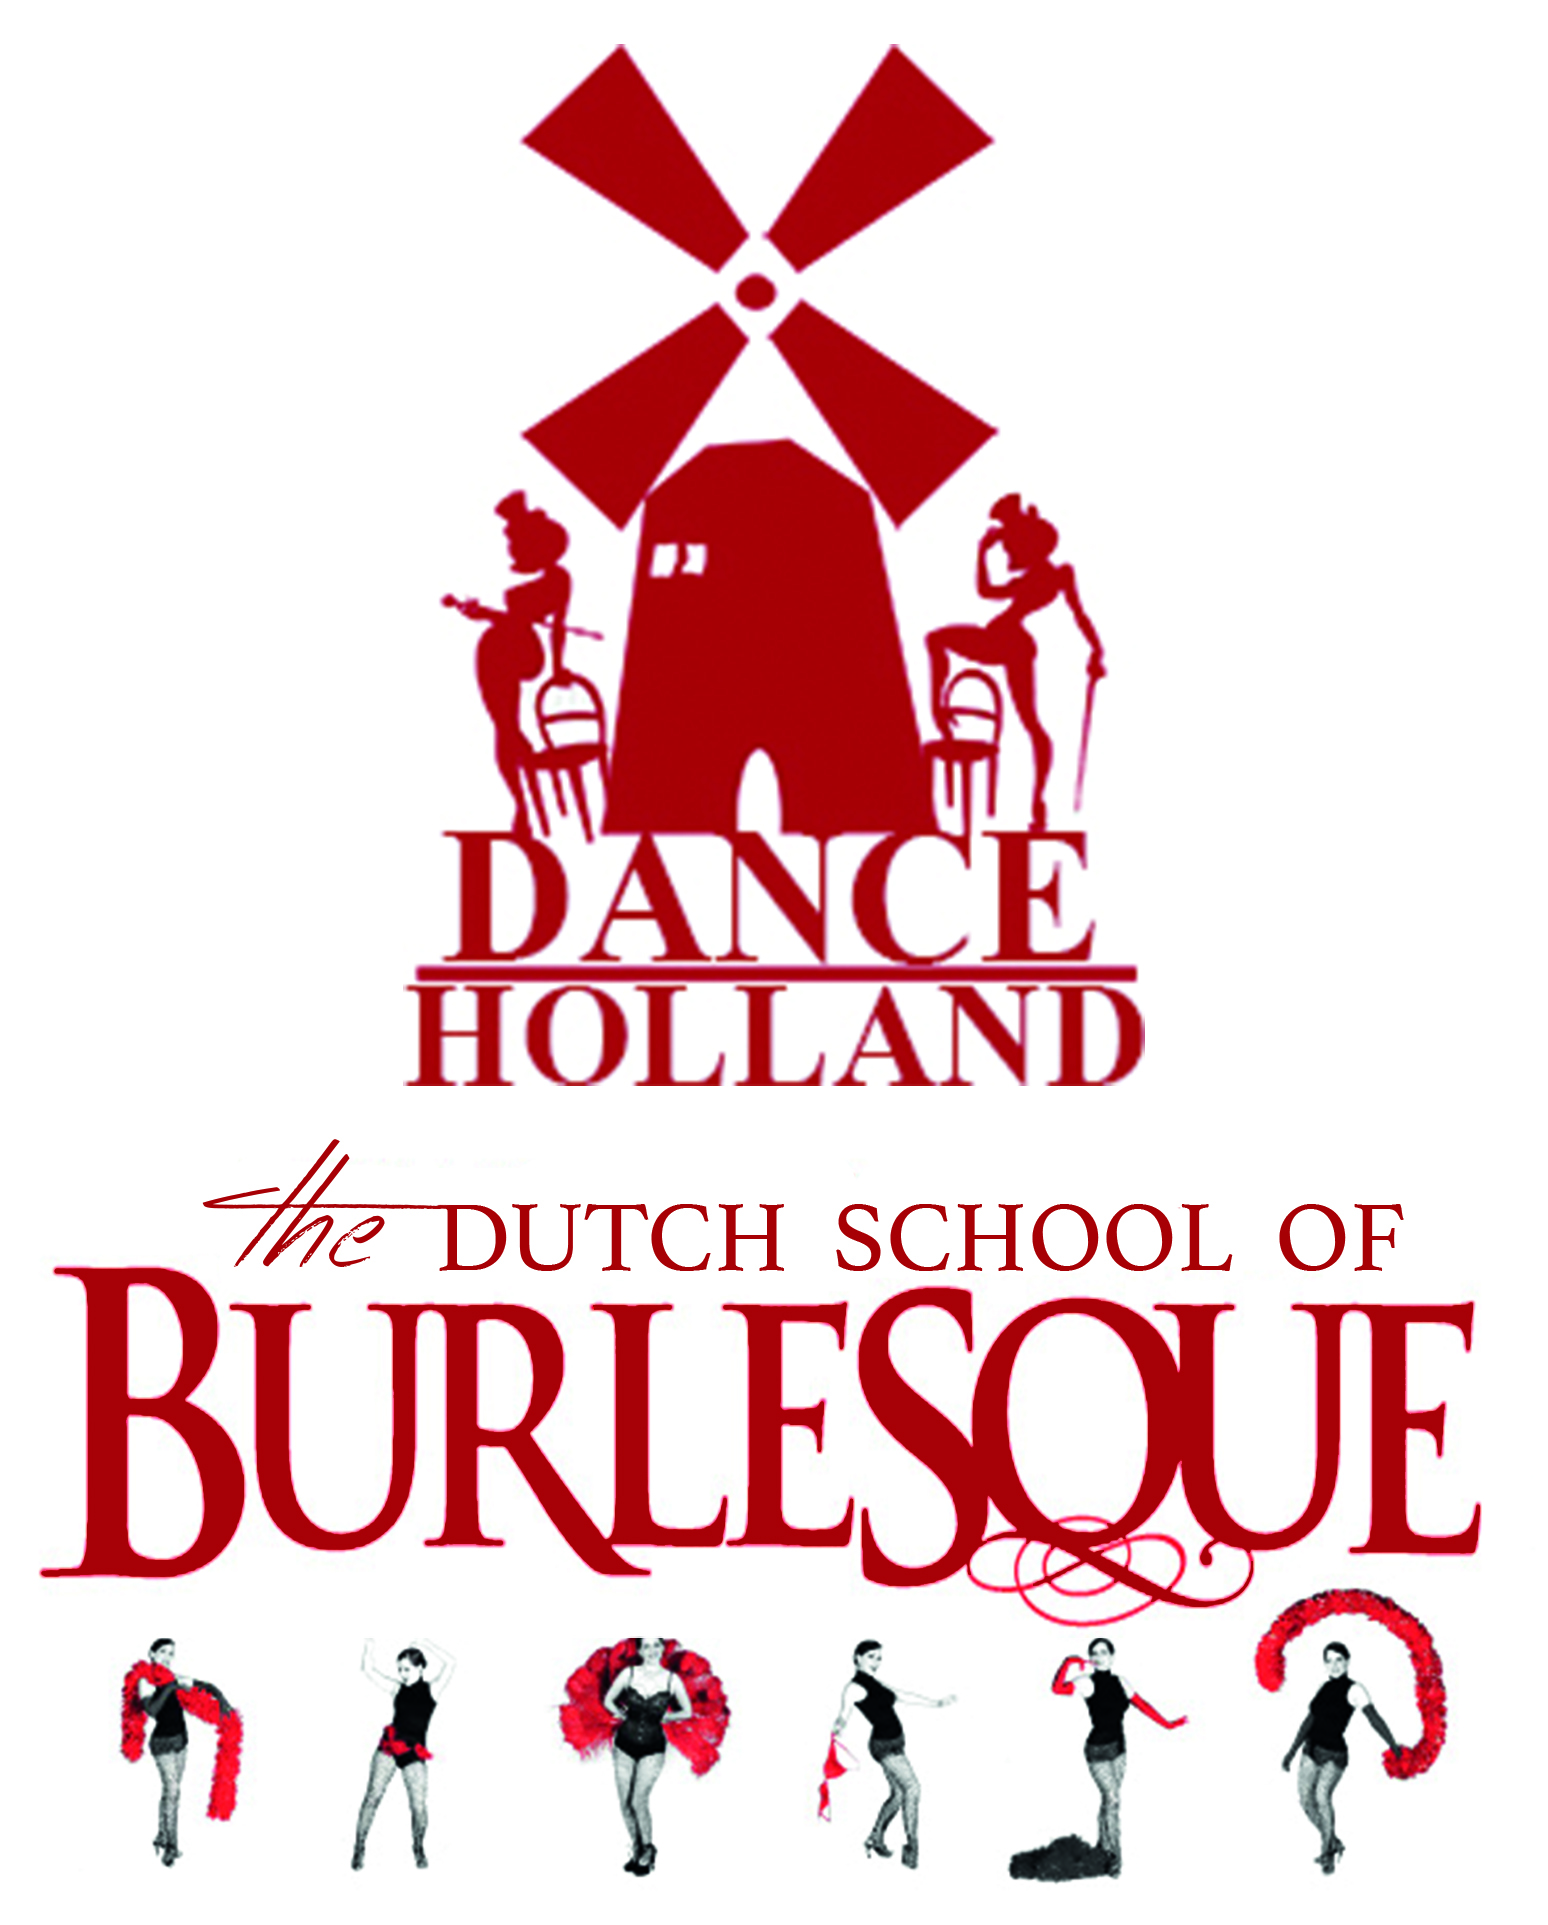 DANCE
HOLLAND
the DUTCH SCHOOL OF
BURLESQUE